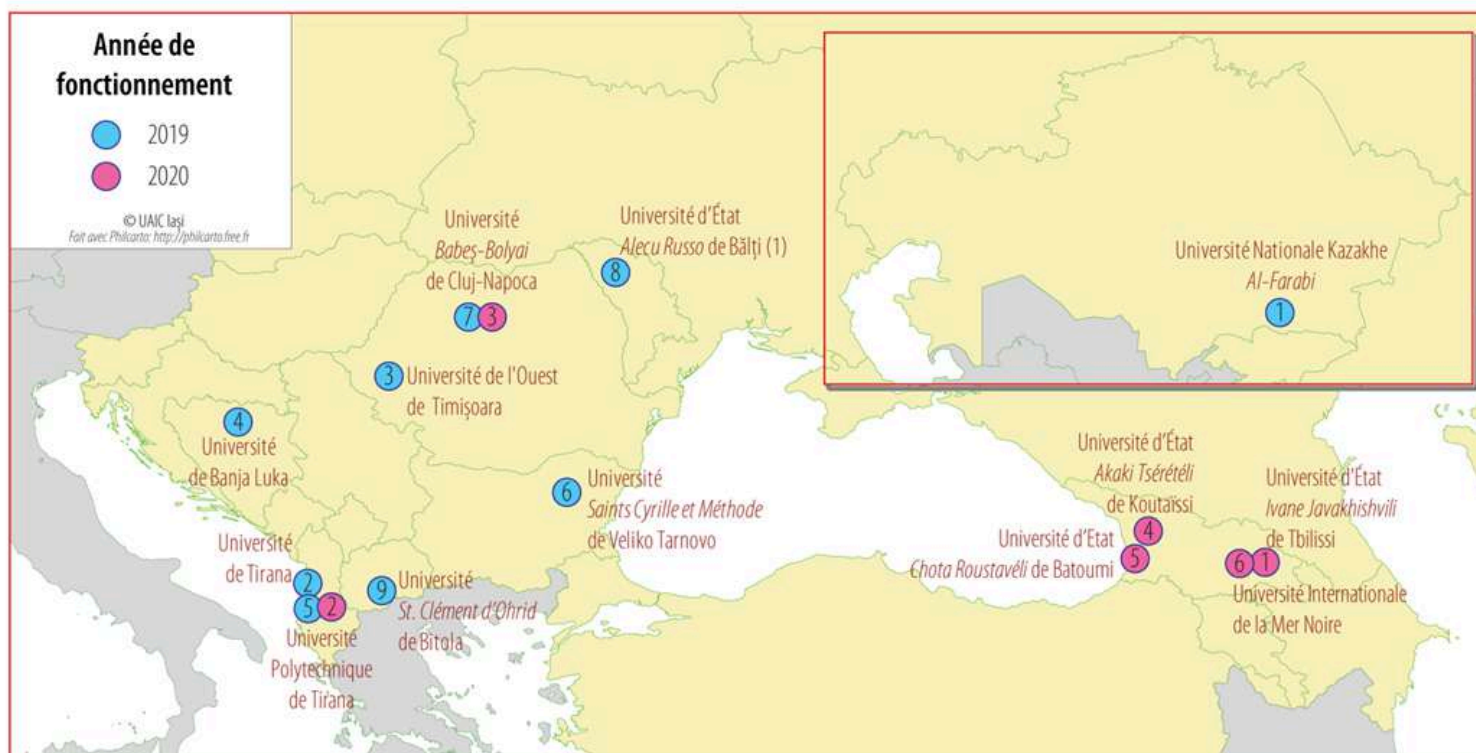 Année de
fonctionnement
2019
2020
© UAIC Iaşi
Fait avec Philcarto: http://philcarto.free.fr
Université
Babeş-Bolyai
de Cluj-Napoca
7
3
Université d'État
Alecu Russo de Bălţi (1)
8
Université Nationale Kazakhe
Al-Farabi
1
3
Université de l'Ouest
de Timişoara
4
Université
de Banja Luka
6
Université
Saints Cyrille et Méthode
de Veliko Tarnovo
Université d'État
Akaki Tsérétéli
de Koutaïssi
4
Université d'État
Ivane Javakhishvili
de Tbilissi
Université d'Etat
Chota Roustavéli de Batoumi
5
6
1
Université Internationale
de la Mer Noire
Université
de Tirana
2
5
2
Université
Polytechnique
de Tirana
9
Université
St. Clément d'Ohrid
de Bitola